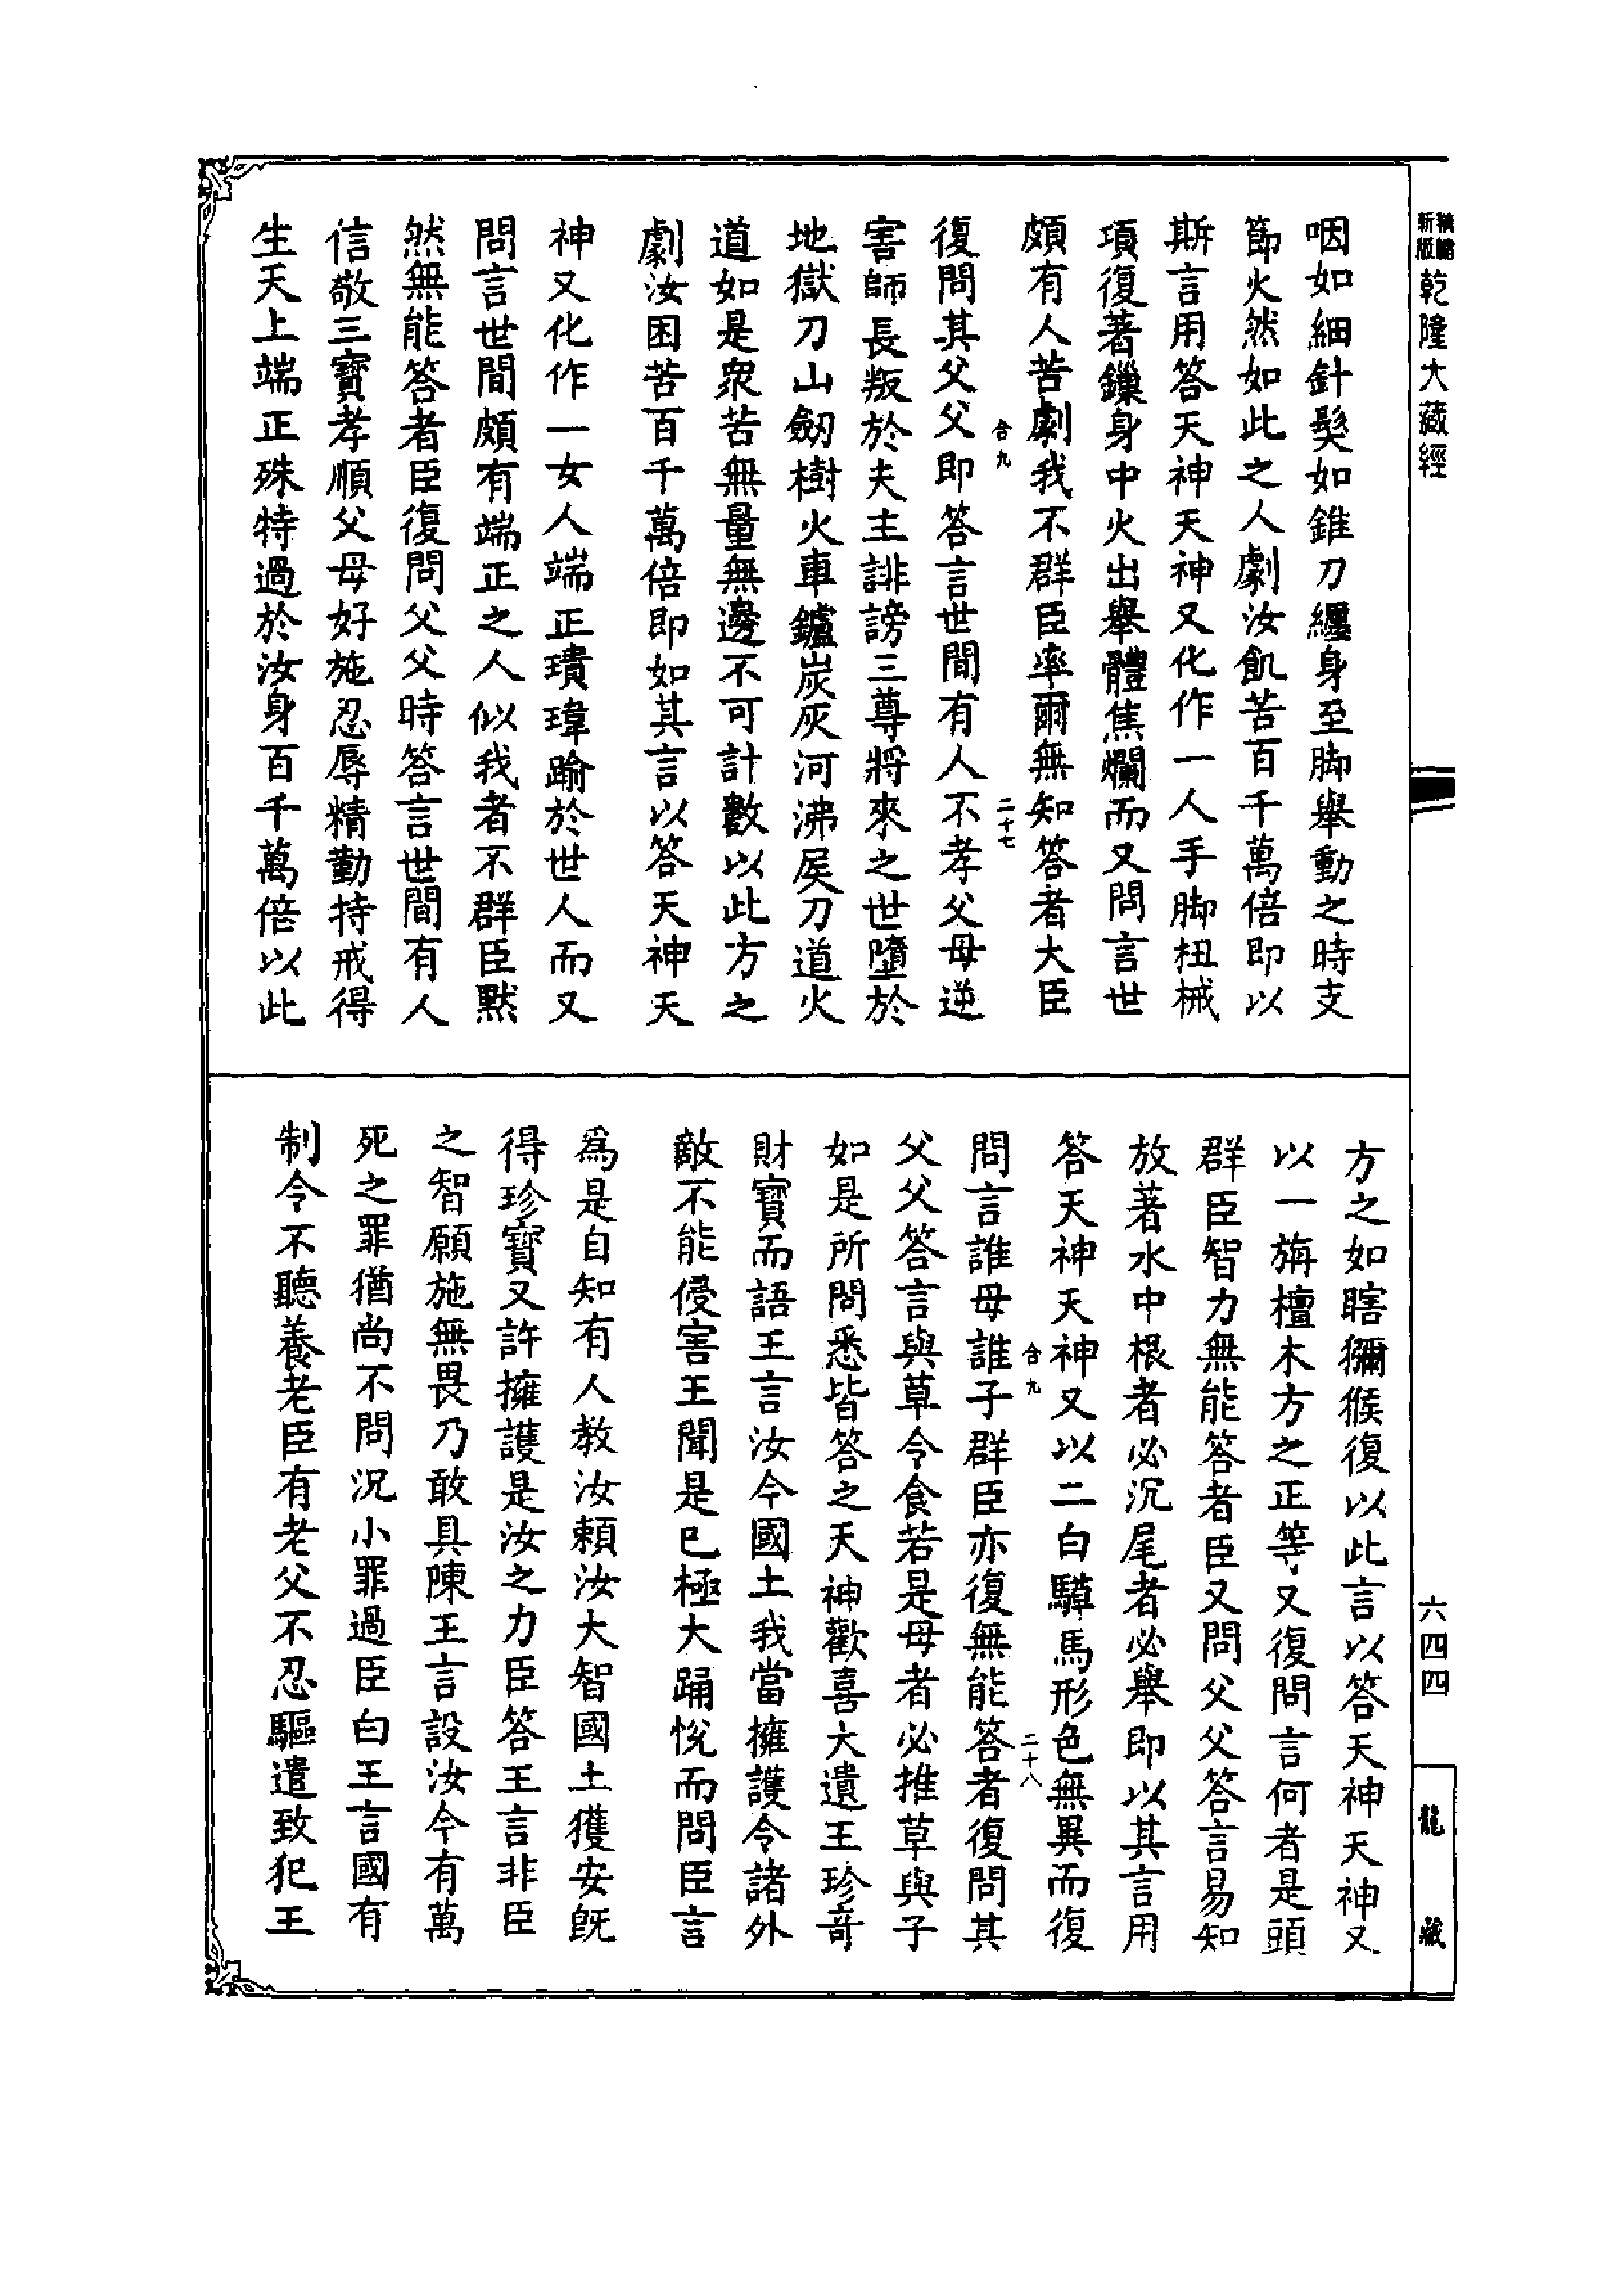 新版
乾隆大藏經
咽如細針髮如錐刀纏身至脚舉動之時支
節火然如此之人劇汝飢苦百千萬倍即以
斯言用答天神天神又化作一人手脚杻械
項復著鏁身中火出舉體焦爛而又問言世
頗有人苦劇我不群臣率爾無知答者大臣
合九
二十七
復問其父父即答言世間有人不孝父母逆
害師長叛於夫主誹謗三尊將來之世墮於
地獄刀山劒樹火車鑪炭灰河沸屎刀道火
道如是衆苦無量無邊不可計數以此方之
劇汝困苦百千萬倍即如其言以答天神天
神又化作一女人端正瓌瑋踰於世人而又
問言世間頗有端正之人似我者不群臣默
然無能答者臣復問父父時答言世間有人
信敬三寶孝順父母好施忍辱精勤持戒得
生天上端正殊特過於汝身百千萬倍以此
方之如瞎獼猴復以此言以答天神天神又
以一旃檀木方之正等又復問言何者是頭
群臣智力無能答者臣又問父父答言易知
放著水中根者必沉尾者必舉即以其言用
答天神天神又以二白騲馬形色無異而復
合九
二十八
問言誰母誰子群臣亦復無能答者復問其
父父答言與草令食若是母者必推草與子
如是所問悉皆答之天神歡喜大遺王珍奇
財寶而語王言汝今國土我當擁護令諸外
敵不能侵害王聞是已極大踊悅而問臣言
爲是自知有人教汝賴汝大智國土獲安旣
得珍寶又許擁護是汝之力臣答王言非臣
之智願施無畏乃敢具陳王言設汝今有萬
死之罪猶尚不問況小罪過臣白王言國有
制令不聽養老臣有老父不忍驅遣致犯王
六四四
龍藏